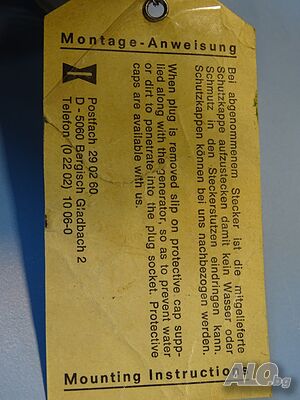 Montage-Anweisung
Bei abgenommenem Stecker ist die mitgelieferte
Schutzkappe aufzustecken damit kein Wasser oder
Schmutz in den Steckerstutzen eindringen kann.
Schutzkappen können bei uns nachbezogen werden.
When plug is removed slip on protective cap supp-
lied along with the generator, so as to prevent water
or dirt to penetrate into the plug socket. Protective
caps are available with us.
Postfach 29 02 60
D - 5060 Bergisch Gladbach 2
Telefon (0 22 02) 10 06-0
Mounting Instructions
ALO.bg